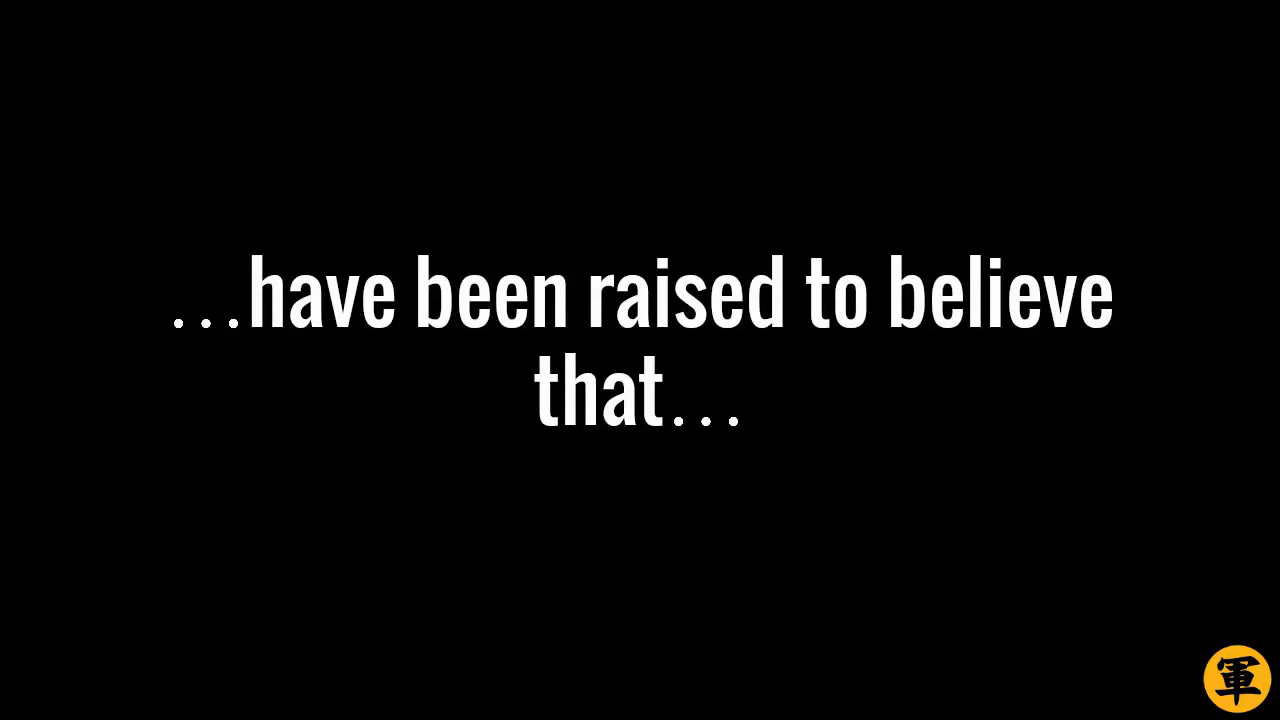 …have been raised to believe
that…
軍